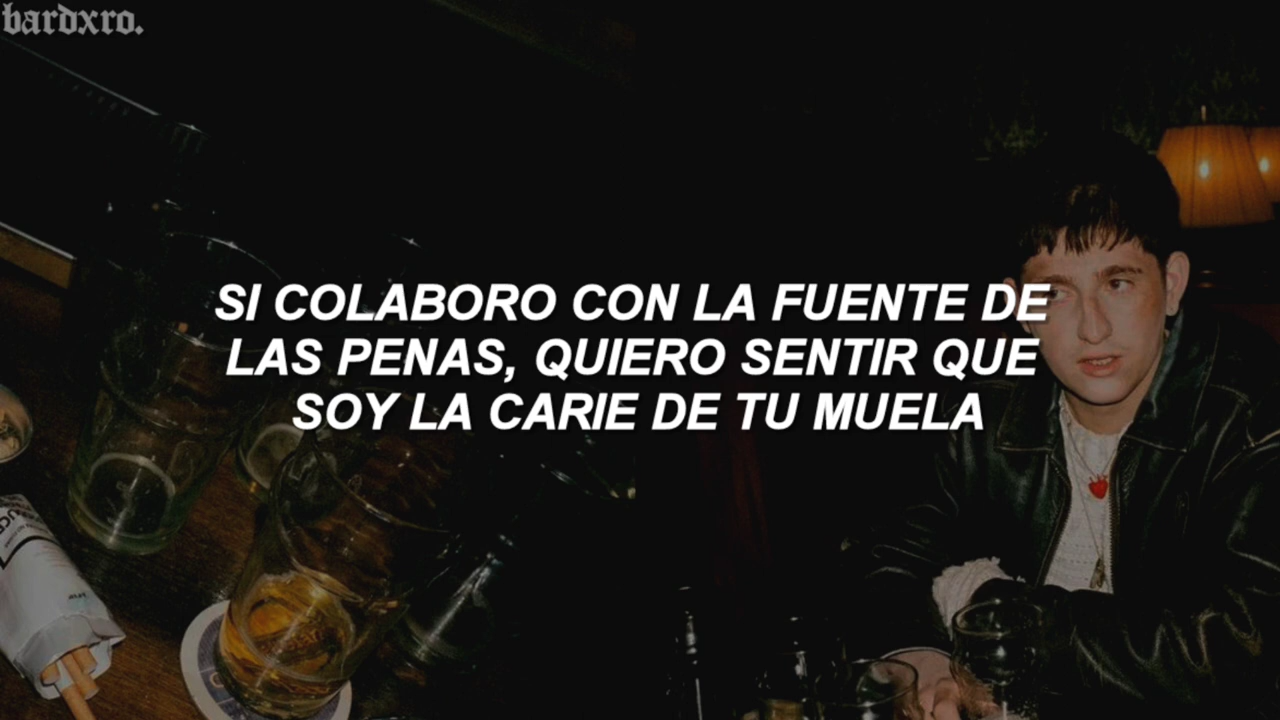 bardxro.
SI COLABORO CON LA FUENTE DE
LAS PENAS, QUIERO SENTIR QUE
SOY LA CARIE DE TU MUELA